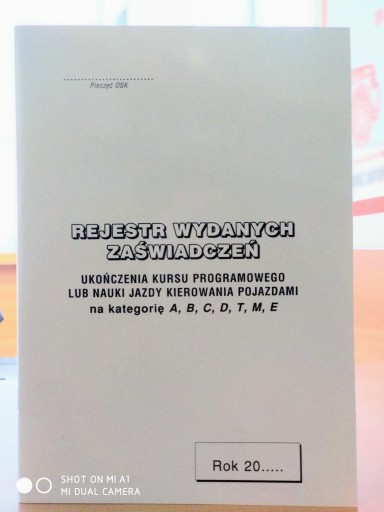 ..........................
Pieczęć OSK
REJESTR WYDANYCH
ZAŚWIADCZEŃ
UKOŃCZENIA KURSU PROGRAMOWEGO
LUB NAUKI JAZDY KIEROWANIA POJAZDAMI
na kategorię A, B, C, D, T, M, E
Rok 20.....
SHOT ON MI A1
MI DUAL CAMERA